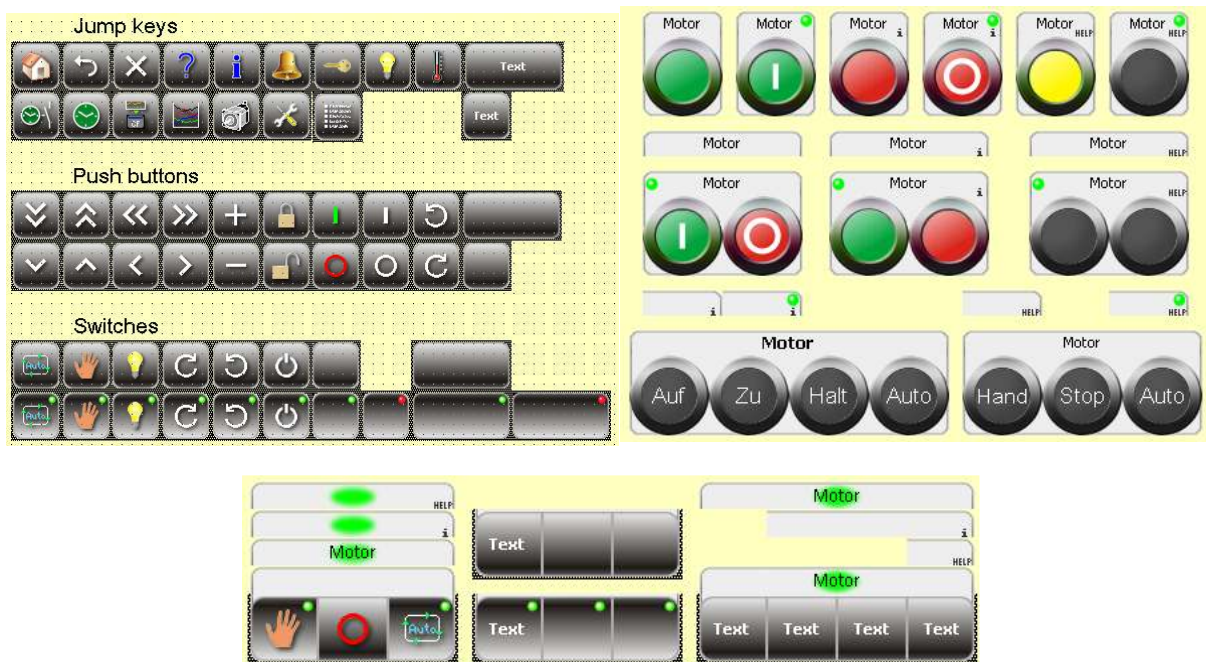 Jump keys
Text
Text
Push buttons
Switches
Auto
Auto
Motor
Motor
Motor i
Motor i
Motor HELP
Motor HELP
Motor
Motor i
Motor HELP
Motor
Motor i
Motor HELP
i
i
HELP
HELP
Motor
Auf Zu Halt Auto
Motor
Hand Stop Auto
HELP
i
Motor
Auto
Text
Text
Motor
i
HELP
Motor
Text Text Text Text